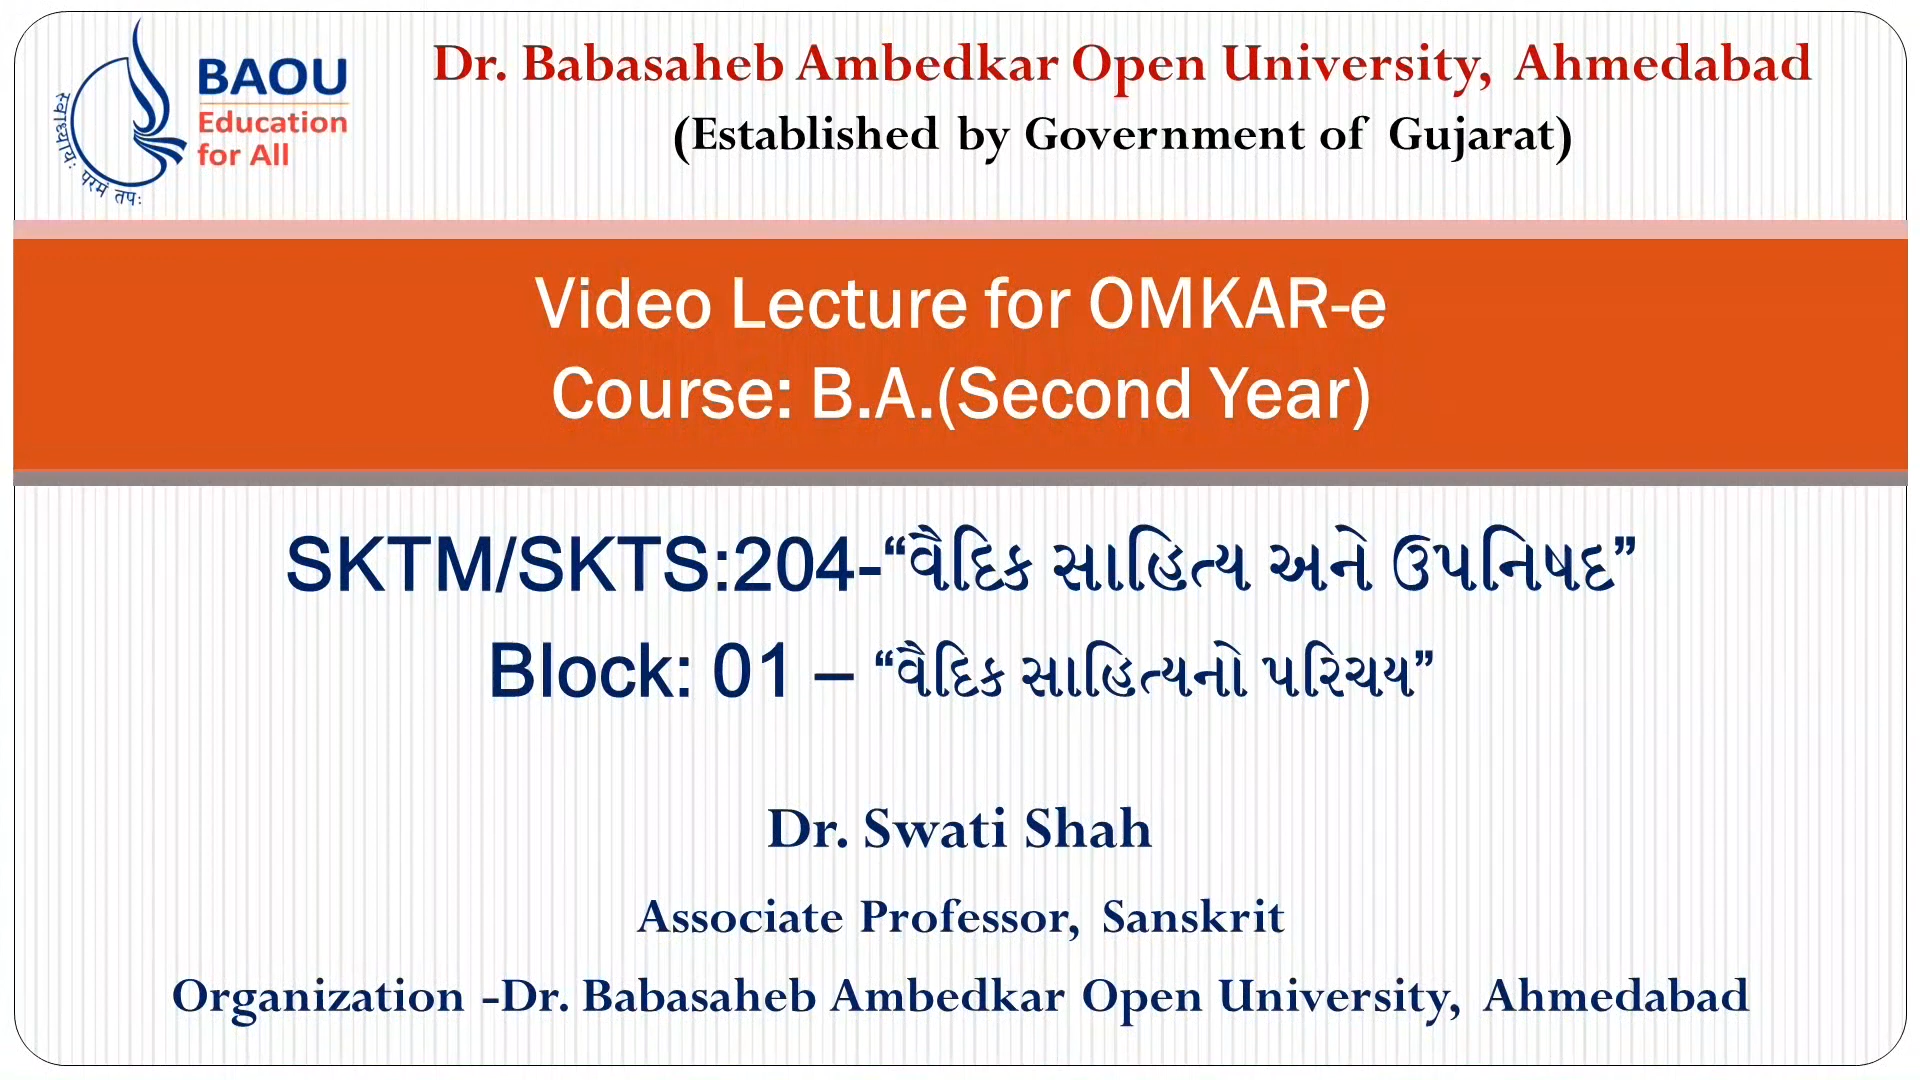 स्वाध्यायः परमं तपः
BAOU
Education
for All
Dr. Babasaheb Ambedkar Open University, Ahmedabad
(Established by Government of Gujarat)
Video Lecture for OMKAR-e
Course: B.A.(Second Year)
SKTM/SKTS:204-“વૈદિક સાહિત્ય અને ઉપનિષદ”
Block: 01 – “વૈદિક સાહિત્યનો પરિચય”
Dr. Swati Shah
Associate Professor, Sanskrit
Organization -Dr. Babasaheb Ambedkar Open University, Ahmedabad